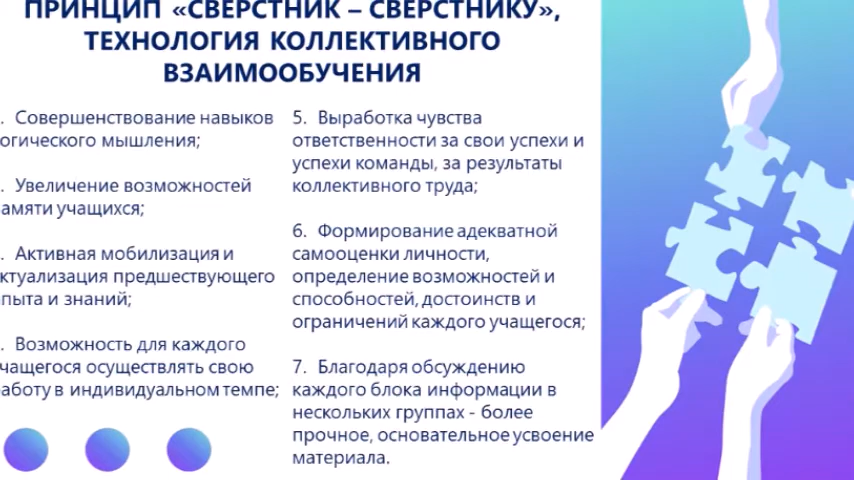 ПРИНЦИП «СВЕРСТНИК – СВЕРСТНИКУ»,
ТЕХНОЛОГИЯ КОЛЛЕКТИВНОГО
ВЗАИМООБУЧЕНИЯ
. Совершенствование навыков
огического мышления;
. Увеличение возможностей
амяти учащихся;
. Активная мобилизация и
ктуализация предшествующего
пыта и знаний;
. Возможность для каждого
чащегося осуществлять свою
аботу в индивидуальном темпе;
5. Выработка чувства
ответственности за свои успехи и
успехи команды, за результаты
коллективного труда;
6. Формирование адекватной
самооценки личности,
определение возможностей и
способностей, достоинств и
ограничений каждого учащегося;
7. Благодаря обсуждению
каждого блока информации в
нескольких группах - более
прочное, основательное усвоение
материала.